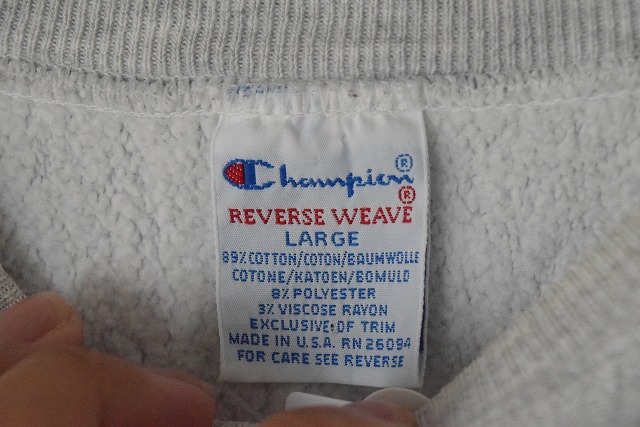 Champion®
REVERSE WEAVE®
LARGE
89% COTTON/COTON/BAUMWOLLE
COTONE/KATOEN/BOMULD
8% POLYESTER
3% VISCOSE RAYON
EXCLUSIVE OF TRIM
MADE IN U.S.A. RN 26094
FOR CARE SEE REVERSE